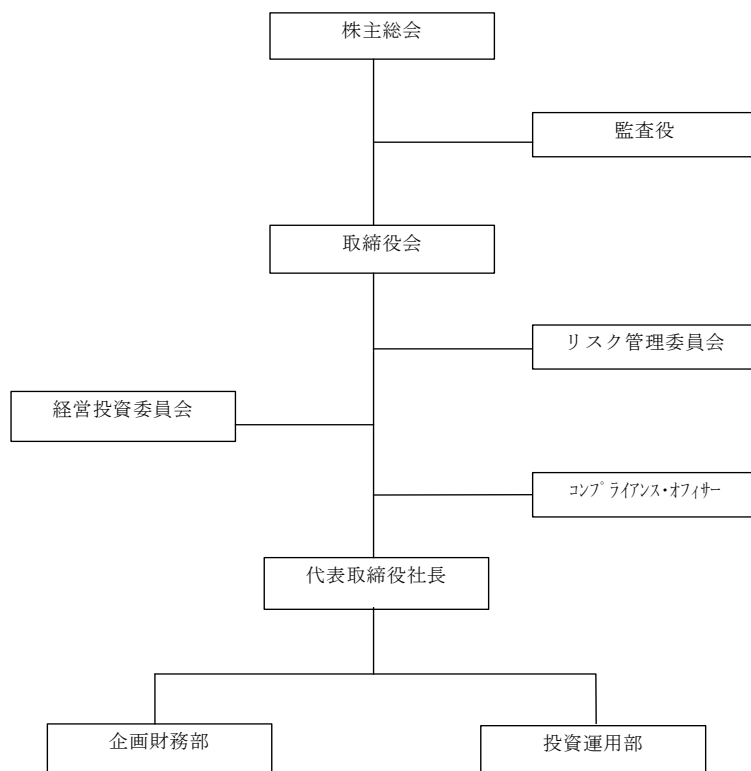 株主総会
監査役
取締役会
リスク管理委員会
経営投資委員会
ｺﾝﾌﾟﾗｲｱﾝｽ･ｵﾌｨｻｰ
代表取締役社長
企画財務部
投資運用部